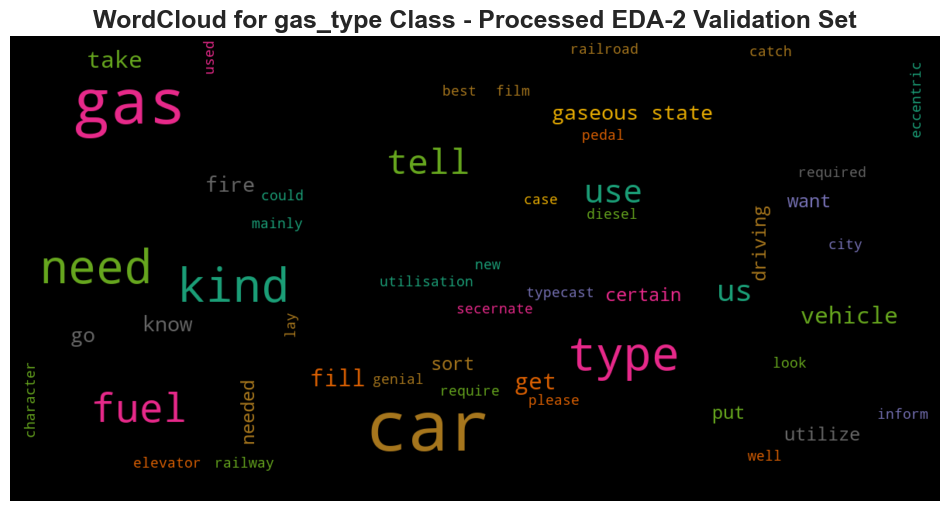 WordCloud for gas_type Class - Processed EDA-2 Validation Set
take
used
railroad
catch
gas
best
film
gaseous state
eccentric
pedal
tell
fire
could
use
required
case
want
diesel
mainly
driving
city
need
kind
new
utilisation
typecast
certain
us
secernate
vehicle
go
know
lay
look
sort
type
fill
genial
get
character
require
please
fuel
needed
car
put
inform
utilize
elevator
railway
well